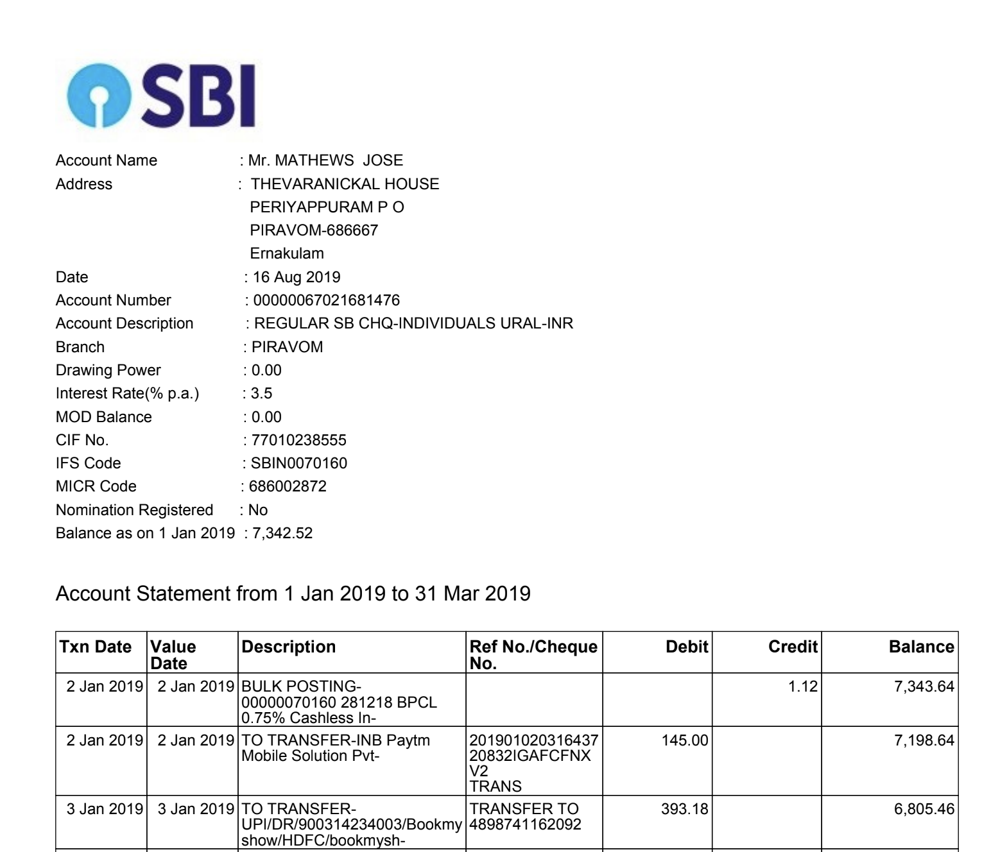 SBI
Account Name : Mr. MATHEWS JOSE
Address : THEVARANICKAL HOUSE
PERIYAPPURAM P O
PIRAVOM-686667
Ernakulam
Date : 16 Aug 2019
Account Number : 00000067021681476
Account Description : REGULAR SB CHQ-INDIVIDUALS URAL-INR
Branch : PIRAVOM
Drawing Power : 0.00
Interest Rate(% p.a.) : 3.5
MOD Balance : 0.00
CIF No. : 77010238555
IFS Code : SBIN0070160
MICR Code : 686002872
Nomination Registered : No
Balance as on 1 Jan 2019 : 7,342.52
Account Statement from 1 Jan 2019 to 31 Mar 2019
Txn Date Value Description Ref No./Cheque Debit Credit Balance
Date No.
2 Jan 2019 2 Jan 2019 BULK POSTING- 1.12 7,343.64
00000070160 281218 BPCL
0.75% Cashless In-
2 Jan 2019 2 Jan 2019 TO TRANSFER-INB Paytm 201901020316437 145.00 7,198.64
Mobile Solution Pvt- 20832IGAFCFNX
V2
TRANS
3 Jan 2019 3 Jan 2019 TO TRANSFER- TRANSFER TO 393.18 6,805.46
UPI/DR/900314234003/Bookmy 4898741162092
show/HDFC/bookmysh-